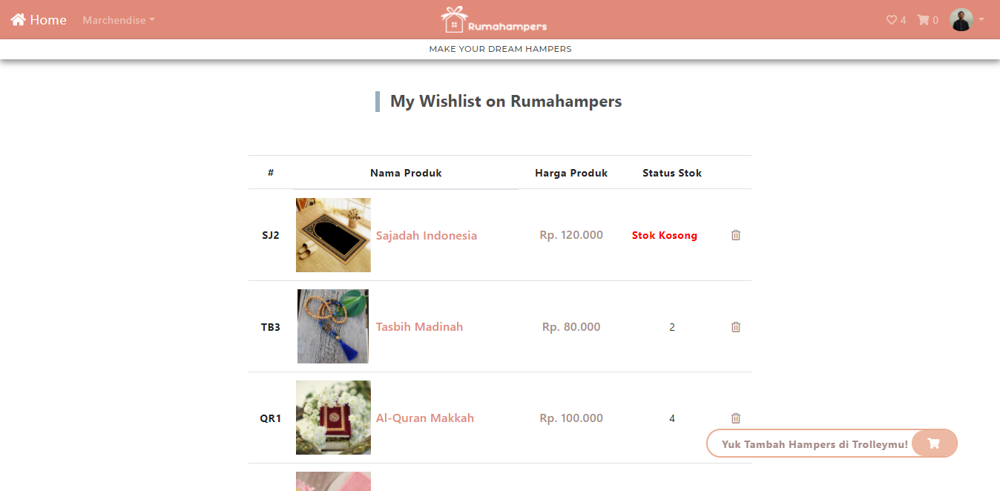 Home
Marchendise
Rumahampers
4
0
MAKE YOUR DREAM HAMPERS
My Wishlist on Rumahampers
# Nama Produk Harga Produk Status Stok
SJ2 Sajadah Indonesia Rp. 120.000 Stok Kosong
TB3 Tasbih Madinah Rp. 80.000 2
QR1 Al-Quran Makkah Rp. 100.000 4
Yuk Tambah Hampers di Trolleymu!